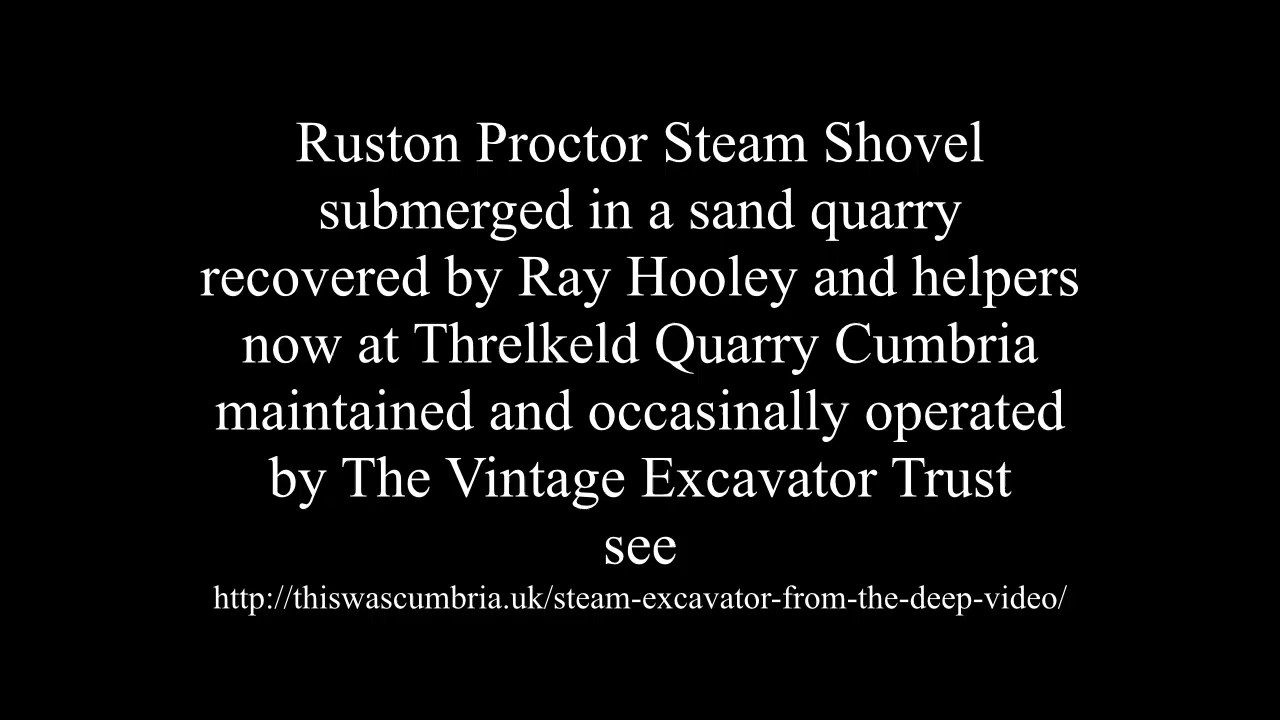 Ruston Proctor Steam Shovel
submerged in a sand quarry
recovered by Ray Hooley and helpers
now at Threlkeld Quarry Cumbria
maintained and occasinally operated
by The Vintage Excavator Trust
see
http://thiswascumbria.uk/steam-excavator-from-the-deep-video/